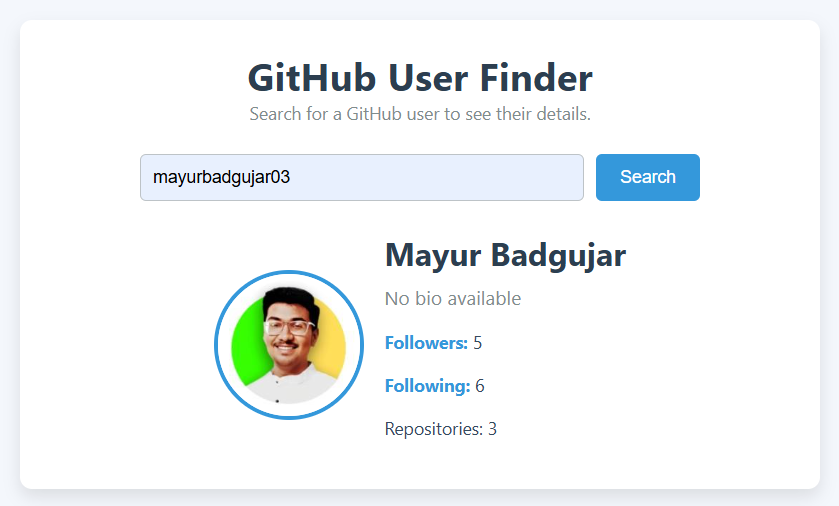 GitHub User Finder
Search for a GitHub user to see their details.
mayurbadgujar03
Search
Mayur Badgujar
No bio available
Followers: 5
Following: 6
Repositories: 3